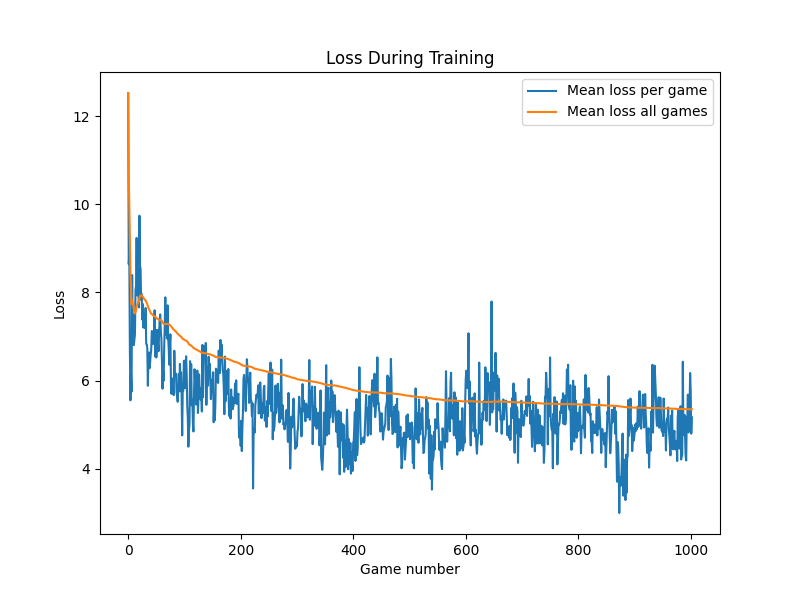 Loss During Training
Mean loss per game
Mean loss all games
12
10
8
6
4
Loss
0 200 400 600 800 1000
Game number